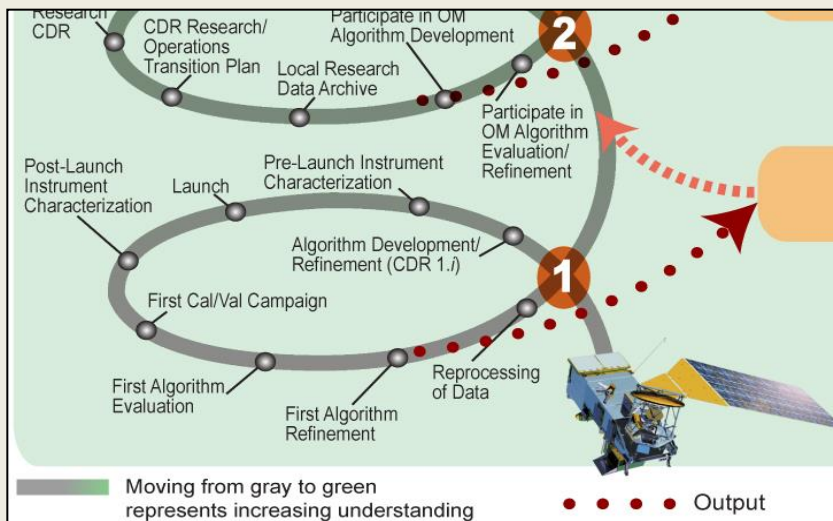 Research
CDR
CDR Research/
Operations
Transition Plan
Local Research
Data Archive
Participate in OM
Algorithm Development
2
Participate in
OM Algorithm
Evaluation/
Refinement
Post-Launch
Instrument
Characterization
Launch
Pre-Launch Instrument
Characterization
Algorithm Development/
Refinement (CDR 1.i)
1
First Cal/Val Campaign
First Algorithm
Evaluation
First Algorithm
Refinement
Reprocessing
of Data
Moving from gray to green
represents increasing understanding
Output